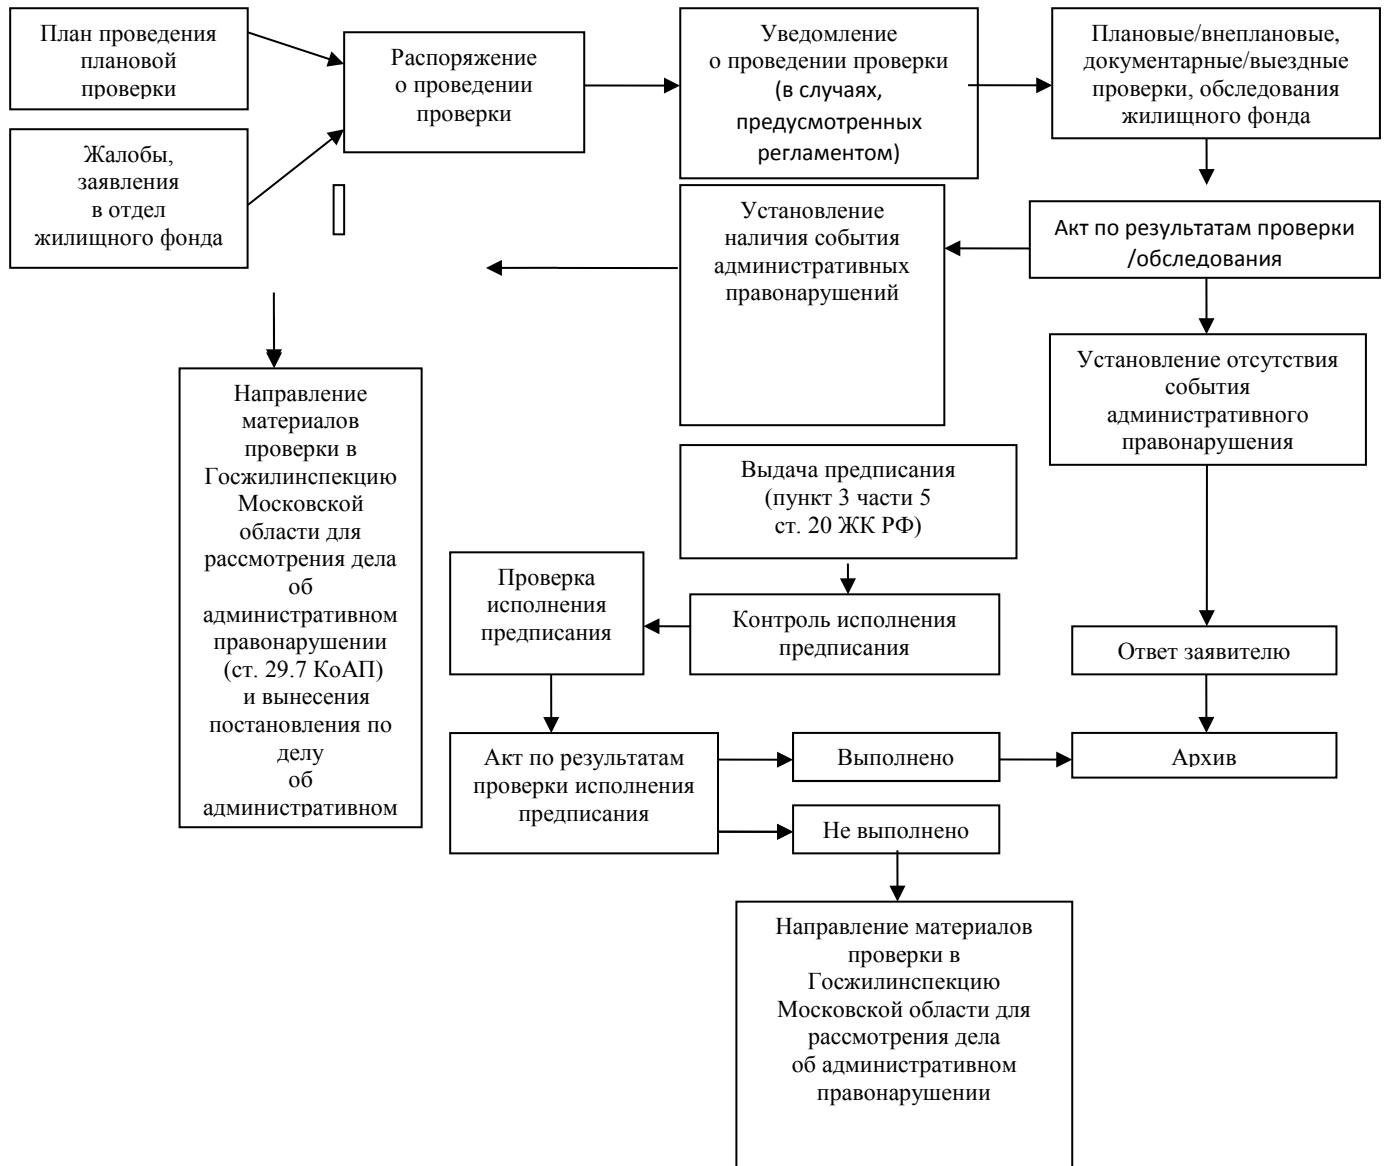 План проведения
плановой
проверки
Жалобы,
заявления
в отдел
жилищного фонда
Распоряжение
о проведении
проверки
Уведомление
о проведении проверки
(в случаях,
предусмотренных
регламентом)
Плановые/внеплановые,
документарные/выездные
проверки, обследования
жилищного фонда
Акт по результатам проверки
/обследования
Установление
наличия события
административных
правонарушений
Установление отсутствия
события
административного
правонарушения
Направление
материалов
проверки в
Госжилинспекцию
Московской
области для
рассмотрения дела
об
административном
правонарушении
(ст. 29.7 КоАП)
и вынесения
постановления по
делу
об
административном
Выдача предписания
(пункт 3 части 5
ст. 20 ЖК РФ)
Контроль исполнения
предписания
Проверка
исполнения
предписания
Ответ заявителю
Акт по результатам
проверки исполнения
предписания
Выполнено
Архив
Не выполнено
Направление материалов
проверки в
Госжилинспекцию
Московской области для
рассмотрения дела
об административном
правонарушении